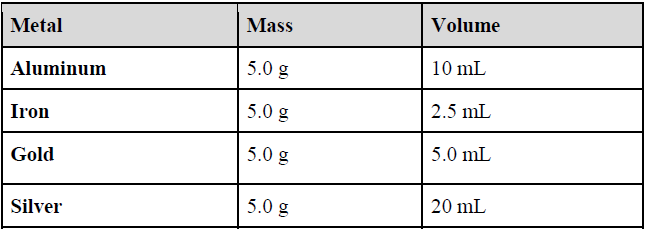 Metal Mass Volume
Aluminum 5.0 g 10 mL
Iron 5.0 g 2.5 mL
Gold 5.0 g 5.0 mL
Silver 5.0 g 20 mL